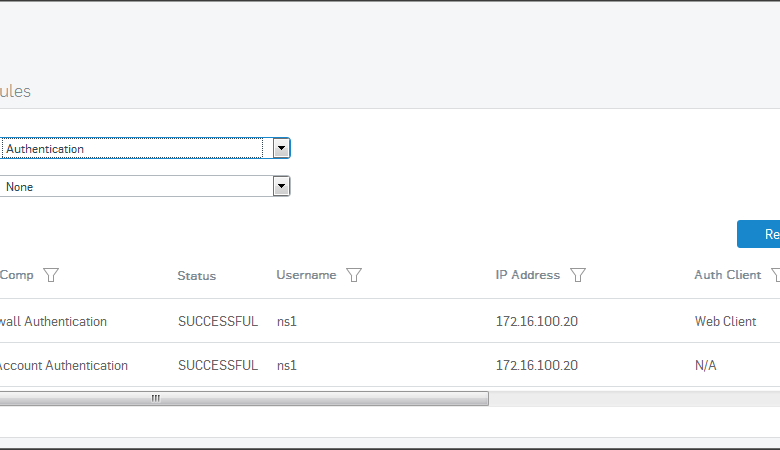 ules
Authentication
None
Re
Comp Status Username IP Address Auth Client
wall Authentication SUCCESSFUL ns1 172.16.100.20 Web Client
Account Authentication SUCCESSFUL ns1 172.16.100.20 N/A